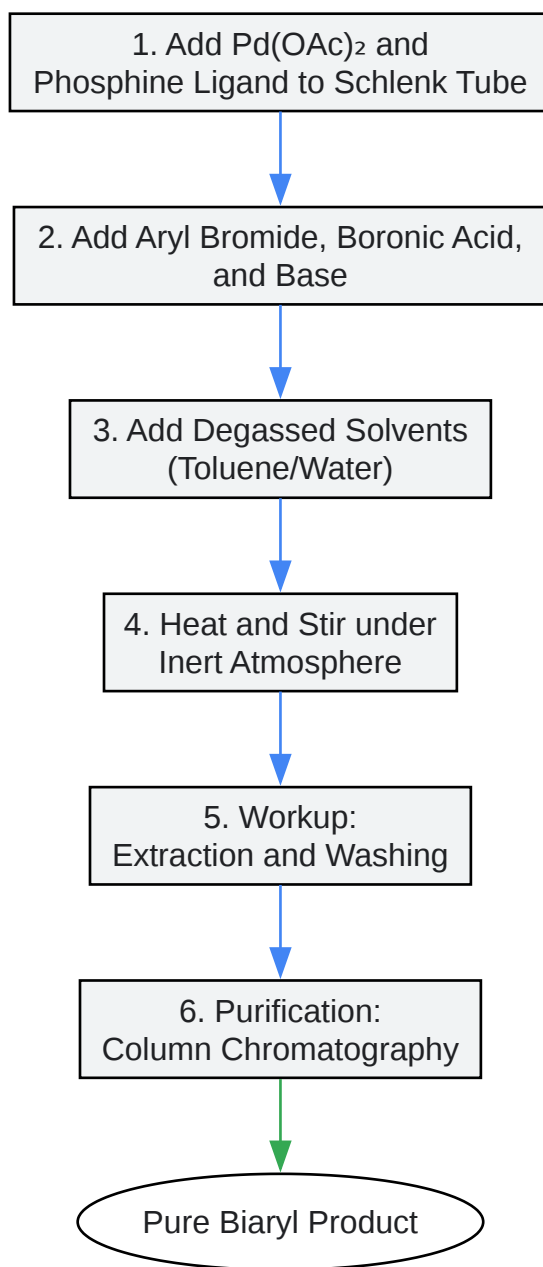 1. Add Pd(OAc)₂ and
Phosphine Ligand to Schlenk Tube
2. Add Aryl Bromide, Boronic Acid,
and Base
3. Add Degassed Solvents
(Toluene/Water)
4. Heat and Stir under
Inert Atmosphere
5. Workup:
Extraction and Washing
6. Purification:
Column Chromatography
Pure Biaryl Product